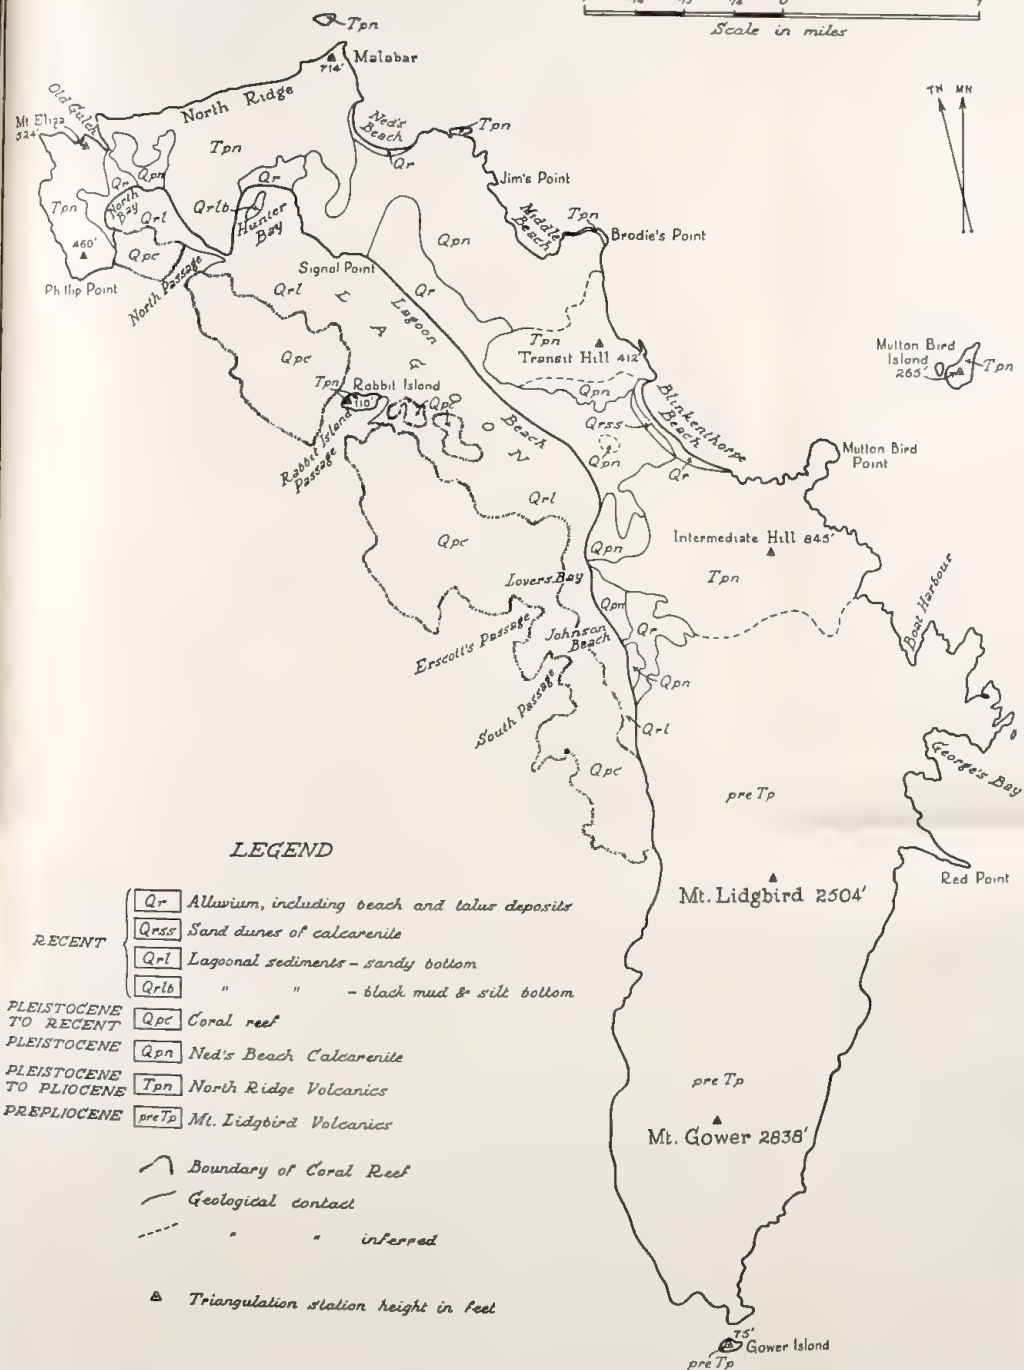 Scale in miles
Tpn
714'
Malabar
TN MN
North Ridge
Old Gulch
Mt Eliza
Ned's
Beach
Tpn
Qr
Tpn
Qpn
Qr
Qr
Jim's Point
Tpn
North
Bay
Qrl
Qrlb
Hunter
Bay
Middle
Beach
Tpn
Brodie's Point
460'
Qpc
Qpn
Signal Point
Philip Point
North Passage
Qrl
LAGOON
Lagoon
Beach
Qr
Tpn
Transit Hill 412'
Mutton Bird
Island
265'
Tpn
Qpc
Tpn
Rabbit Island
110'
Qpc
Qpn
Blinkenthorpe
Beach
Rabbit Island
Passage
Qrss
Qpn
Qr
Mutton Bird
Point
Qrl
Qpc
Intermediate Hill 845'
Qpn
Tpn
Lovers Bay
Qpn
Boat Harbour
Erscott's Passage
Johnson
Beach
Qr
Qpn
South Passage
Qrl
George's Bay
Qpc
pre Tp
Red Point
Mt. Lidgbird 2504'
pre Tp
Mt. Gower 2838'
75'
Gower Island
pre Tp
LEGEND
RECENT
Qr Alluvium, including beach and talus deposits
Qrss Sand dunes of calcarenite
Qrl Lagoonal sediments - sandy bottom
Qrlb " " - black mud & silt bottom
PLEISTOCENE
TO RECENT Qpc Coral reef
PLEISTOCENE Qpn Ned's Beach Calcarenite
PLEISTOCENE
TO PLIOCENE Tpn North Ridge Volcanics
PREPLIOCENE preTp Mt. Lidgbird Volcanics
Boundary of Coral Reef
Geological contact
" " inferred
Triangulation station height in feet